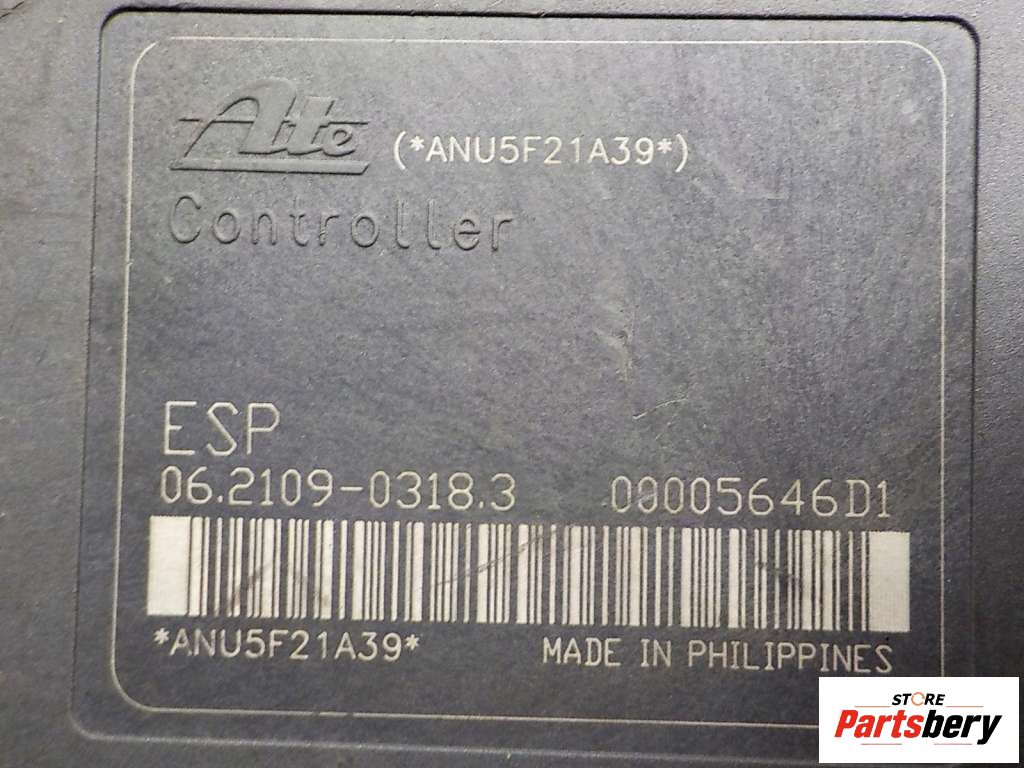 Ate (*ANU5F21A39*)
Controller
ESP
06.2109-0318.3 00005646D1
*ANU5F21A39* MADE IN PHILIPPINES
STORE
Partsbery